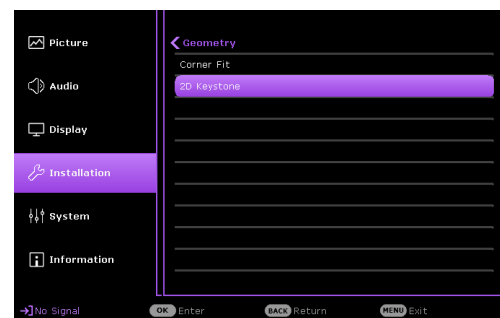 Picture
Audio
Display
Installation
System
Information
Geometry
Corner Fit
2D Keystone
No Signal
OK Enter
BACK Return
MENU Exit